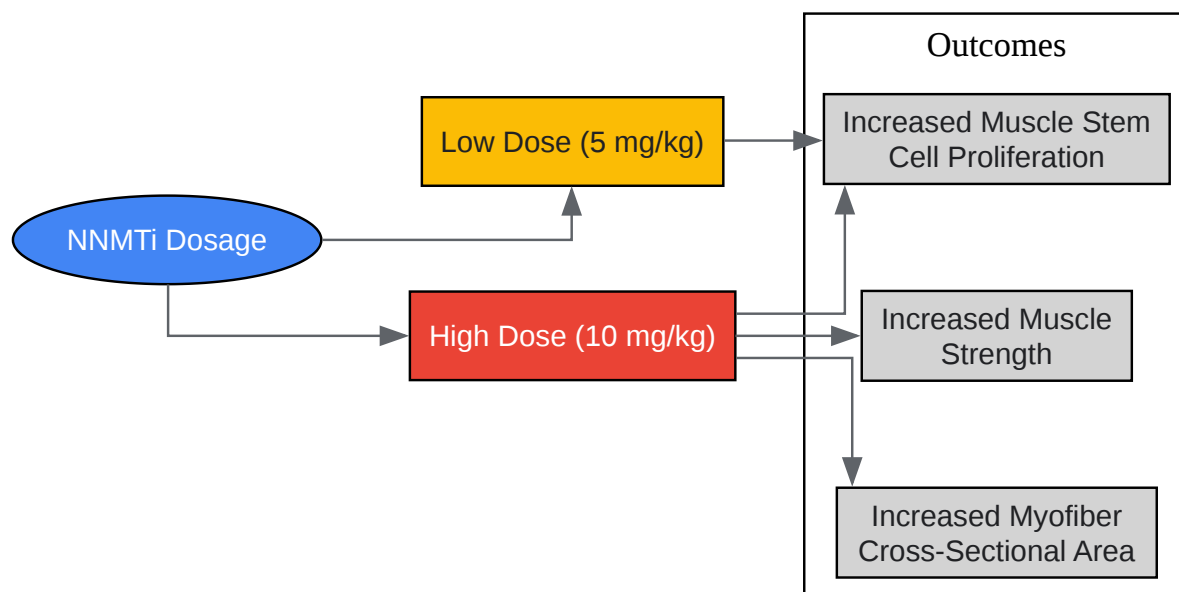 Outcomes
Low Dose (5 mg/kg)
Increased Muscle Stem
Cell Proliferation
NNMTi Dosage
High Dose (10 mg/kg)
Increased Muscle
Strength
Increased Myofiber
Cross-Sectional Area